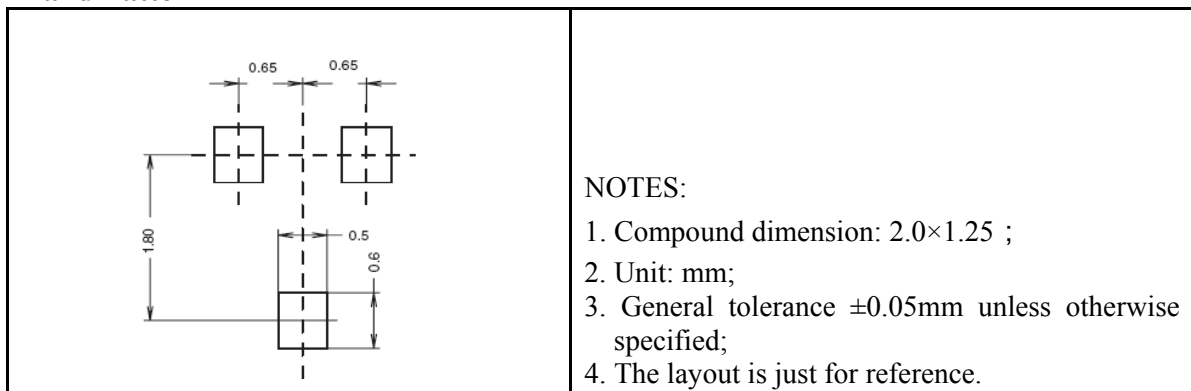 0.65 0.65
1.80
0.5
0.6
NOTES:
1. Compound dimension: 2.0×1.25；
2. Unit: mm;
3. General tolerance ±0.05mm unless otherwise
specified;
4. The layout is just for reference.